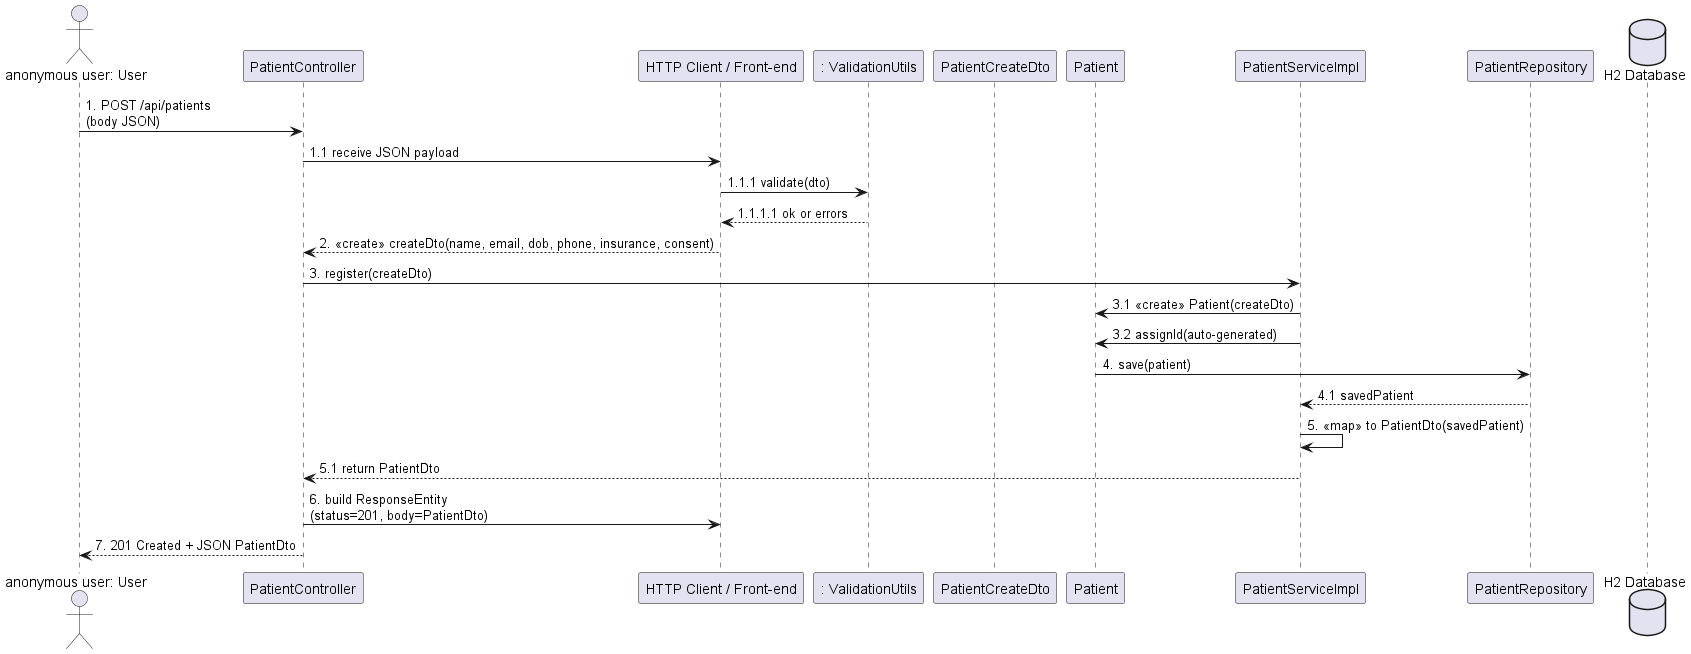 anonymous user: User
PatientController
HTTP Client / Front-end
: ValidationUtils
PatientCreateDto
Patient
PatientServiceImpl
PatientRepository
H2 Database
1. POST /api/patients
(body JSON)
1.1 receive JSON payload
1.1.1 validate(dto)
1.1.1.1 ok or errors
2. «create» createDto(name, email, dob, phone, insurance, consent)
3. register(createDto)
3.1 «create» Patient(createDto)
3.2 assignId(auto-generated)
4. save(patient)
4.1 savedPatient
5. «map» to PatientDto(savedPatient)
5.1 return PatientDto
6. build ResponseEntity
(status=201, body=PatientDto)
7. 201 Created + JSON PatientDto
anonymous user: User
PatientController
HTTP Client / Front-end
: ValidationUtils
PatientCreateDto
Patient
PatientServiceImpl
PatientRepository
H2 Database